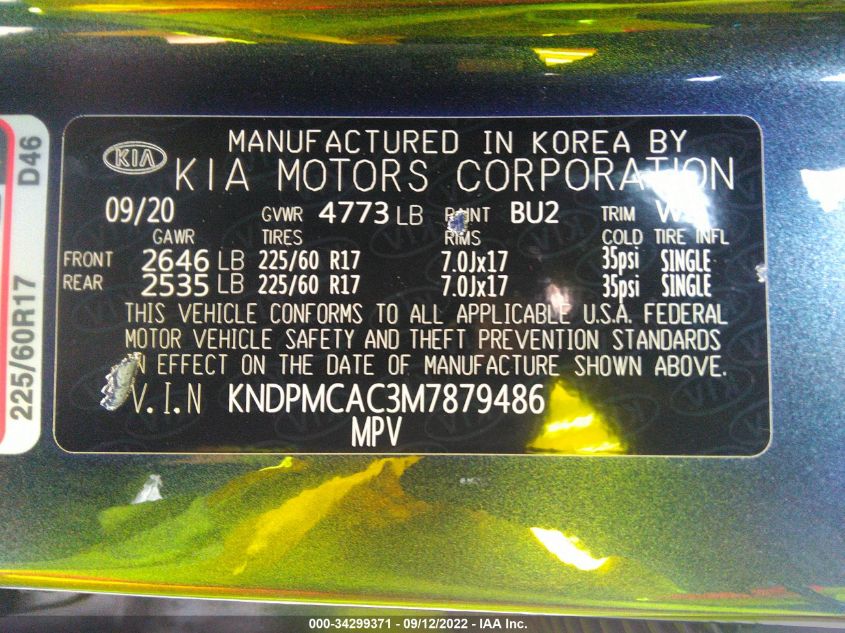 MANUFACTURED IN KOREA BY
KIA KIA MOTORS CORPORATION
09/20 GVWR 4773 LB PAINT BU2 TRIM
GAWR TIRES RIMS COLD TIRE INFL
FRONT 2646 LB 225/60 R17 7.0Jx17 35psi SINGLE
REAR 2535 LB 225/60 R17 7.0Jx17 35psi SINGLE
THIS VEHICLE CONFORMS TO ALL APPLICABLE U.S.A. FEDERAL
MOTOR VEHICLE SAFETY AND THEFT PREVENTION STANDARDS
IN EFFECT ON THE DATE OF MANUFACTURE SHOWN ABOVE.
V.I.N KNDPMCAC3M7879486
MPV
225/60R17 D46
000-34299371 - 09/12/2022 - IAA Inc.